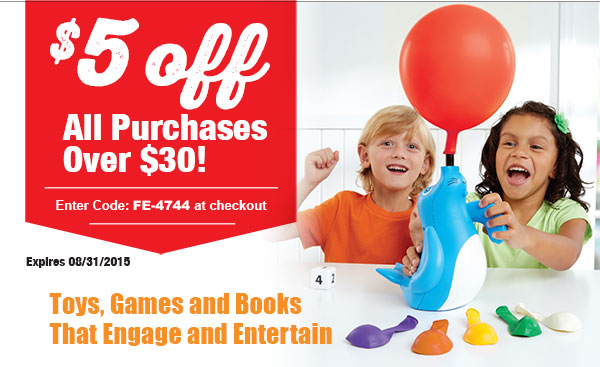 $5 off
All Purchases
Over $30!
Enter Code: FE-4744 at checkout
Expires 08/31/2015
4 2
Toys, Games and Books
That Engage and Entertain